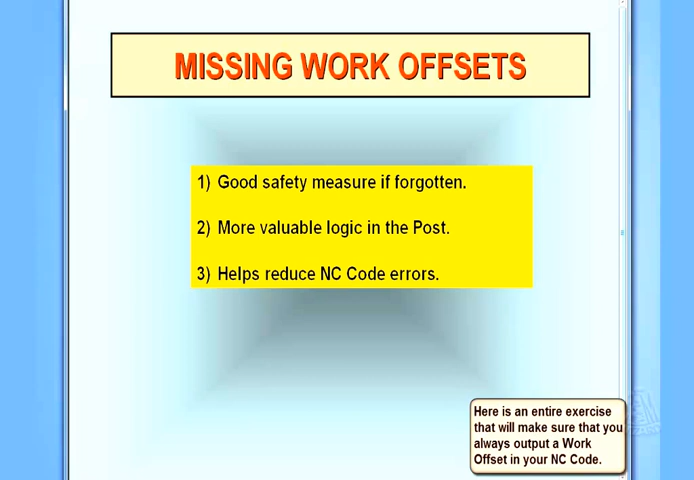 MISSING WORK OFFSETS
1) Good safety measure if forgotten.
2) More valuable logic in the Post.
3) Helps reduce NC Code errors.
Here is an entire exercise
that will make sure that you
always output a Work
Offset in your NC Code.